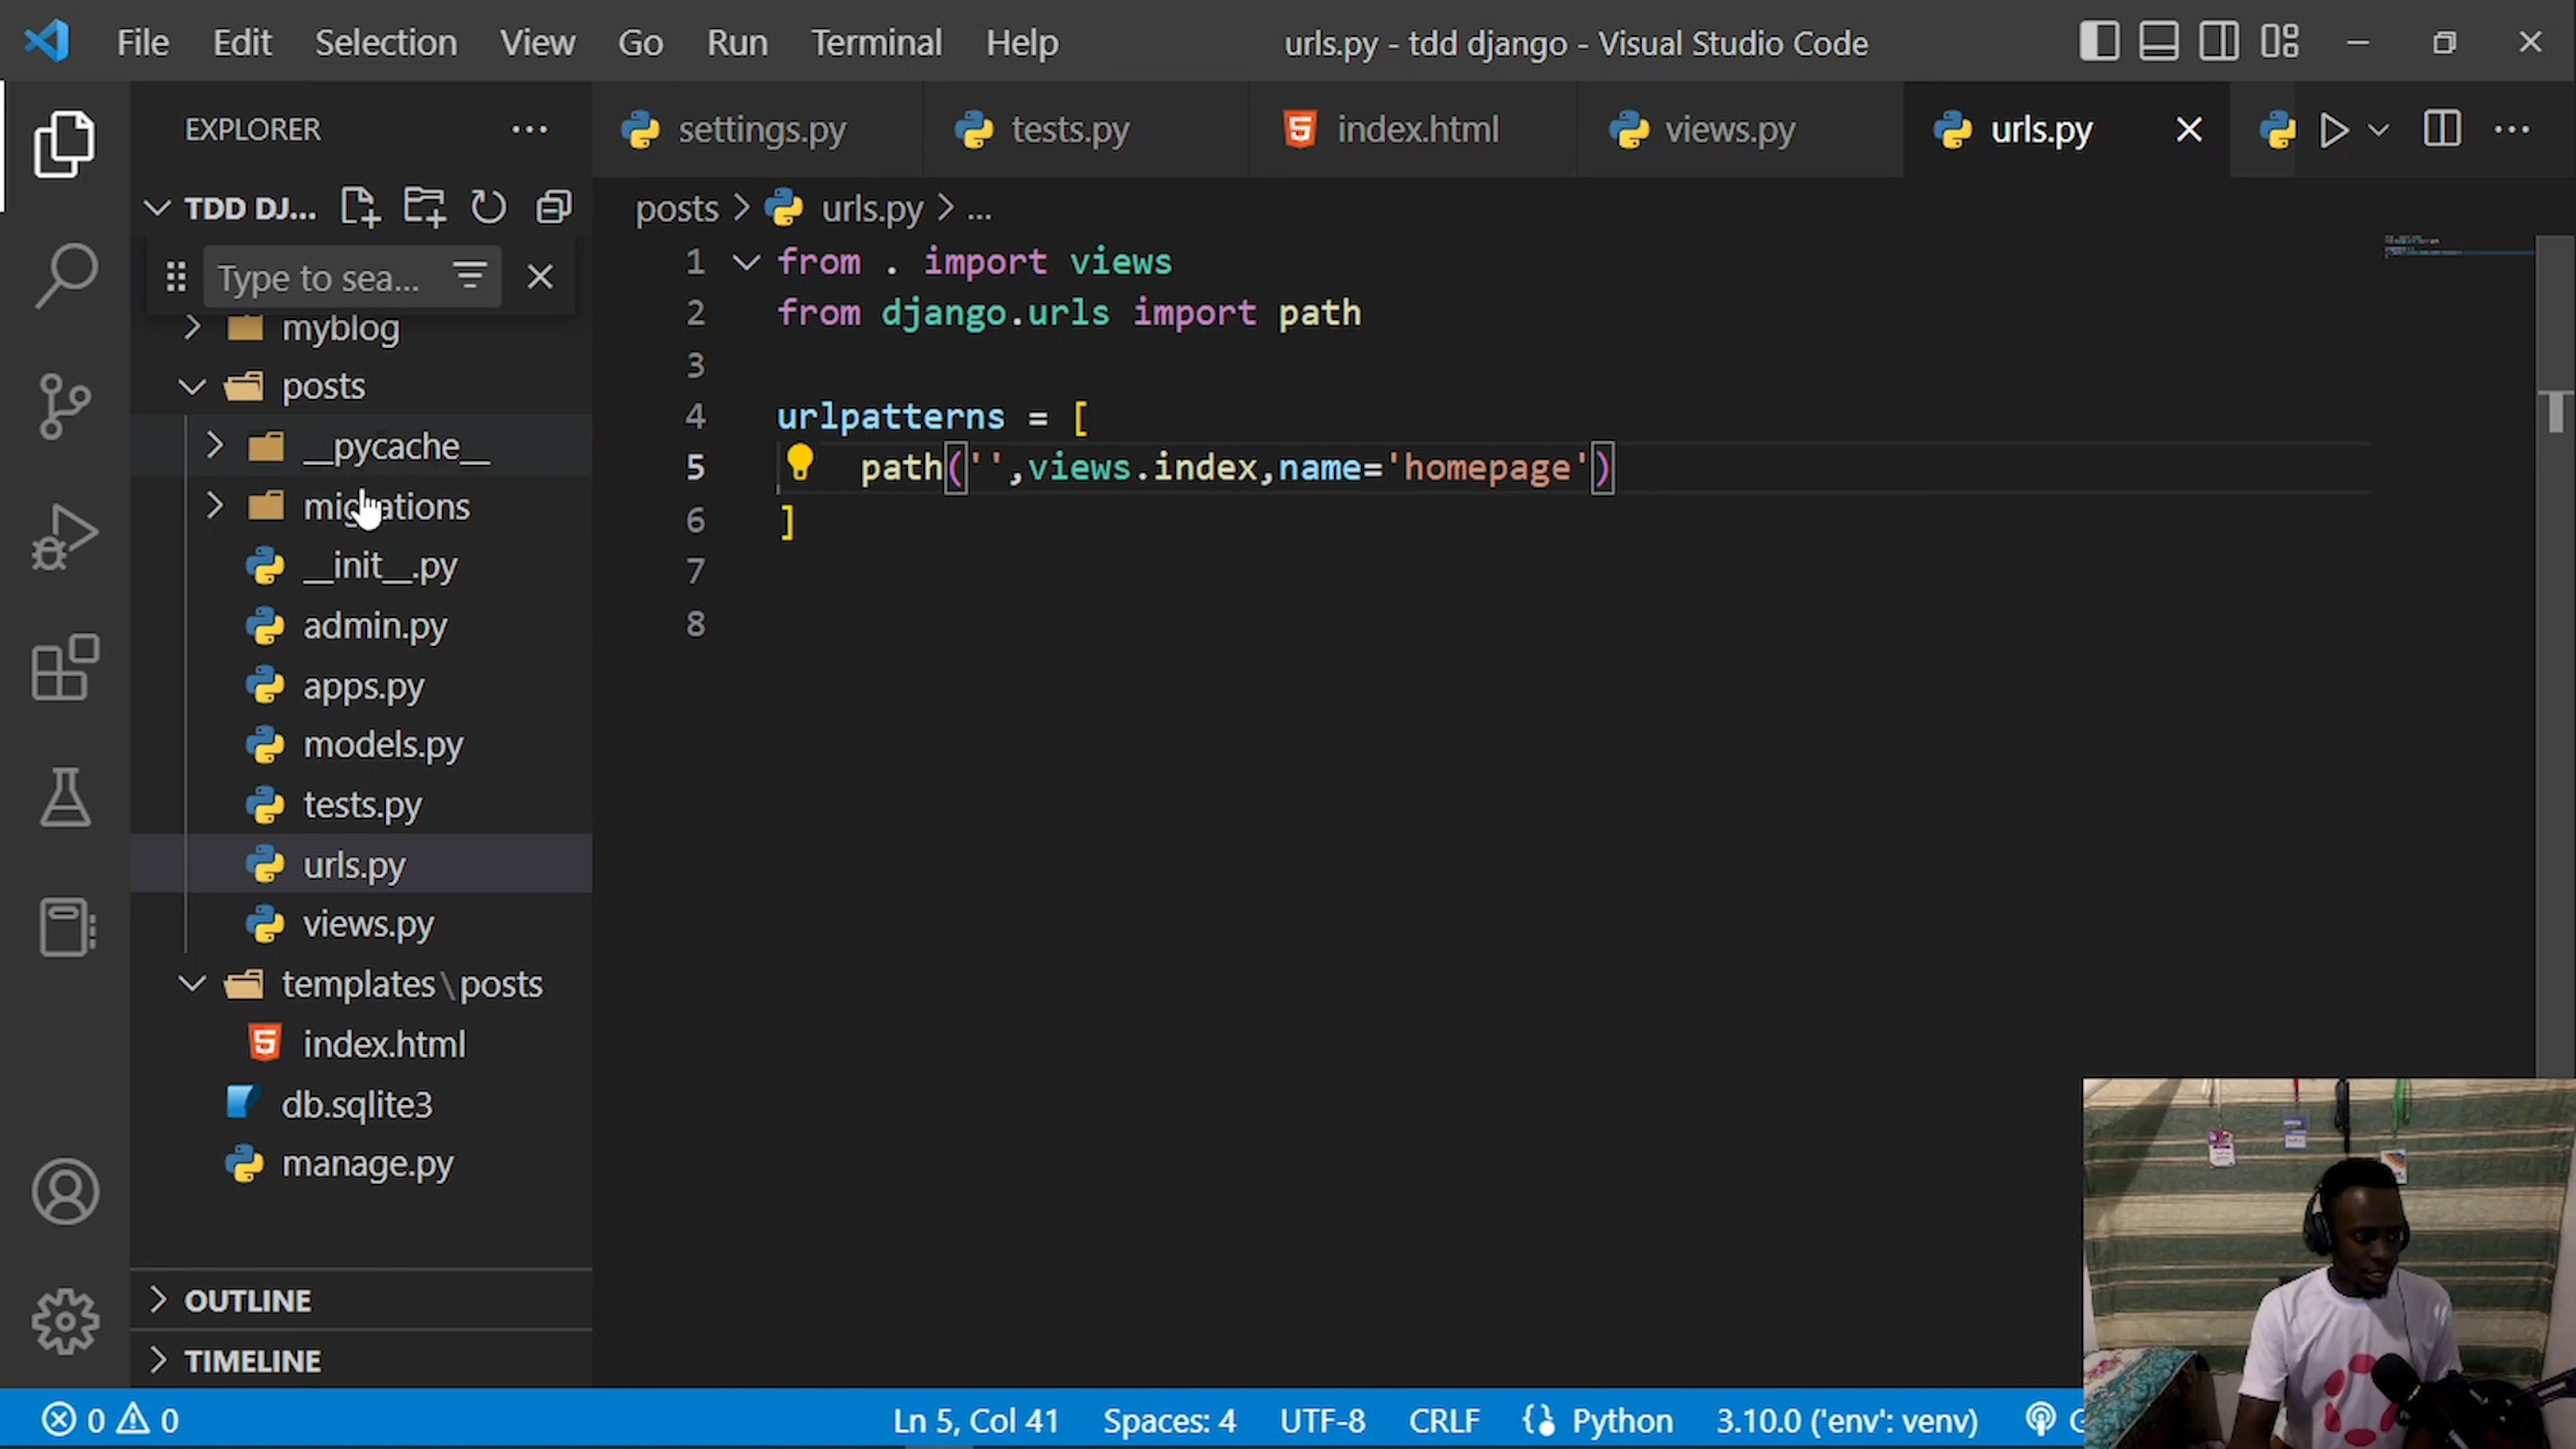 File Edit Selection View Go Run Terminal Help urls.py - tdd django - Visual Studio Code
EXPLORER
settings.py tests.py index.html views.py urls.py
TDD DJ...
Type to sea...
myblog
posts
__pycache__
migrations
__init__.py
admin.py
apps.py
models.py
tests.py
urls.py
views.py
templates\posts
index.html
db.sqlite3
manage.py
OUTLINE
TIMELINE
posts > urls.py > ...
1 from . import views
2 from django.urls import path
3
4 urlpatterns = [
5 path('',views.index,name='homepage')
6 ]
7
8
0 0 Ln 5, Col 41 Spaces: 4 UTF-8 CRLF Python 3.10.0 ('env': venv)